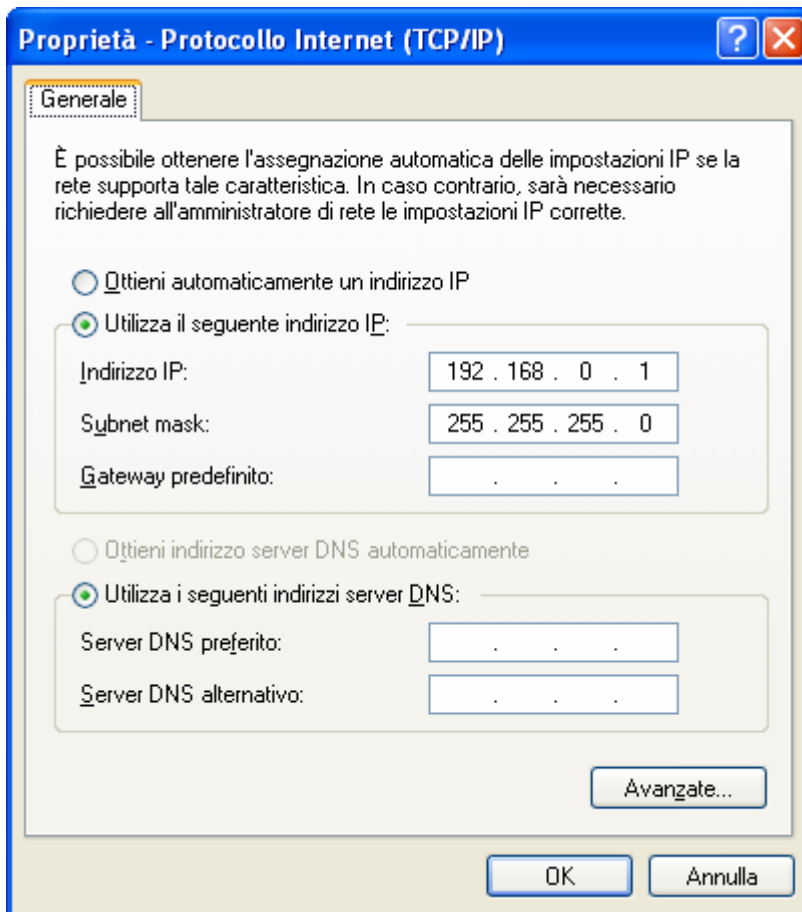 Proprietà - Protocollo Internet (TCP/IP)
Generale
È possibile ottenere l'assegnazione automatica delle impostazioni IP se la
rete supporta tale caratteristica. In caso contrario, sarà necessario
richiedere all'amministratore di rete le impostazioni IP corrette.
Ottieni automaticamente un indirizzo IP
Utilizza il seguente indirizzo IP:
Indirizzo IP: 192 . 168 . 0 . 1
Subnet mask: 255 . 255 . 255 . 0
Gateway predefinito: . . .
Ottieni indirizzo server DNS automaticamente
Utilizza i seguenti indirizzi server DNS:
Server DNS preferito: . . .
Server DNS alternativo: . . .
Avanzate...
OK Annulla